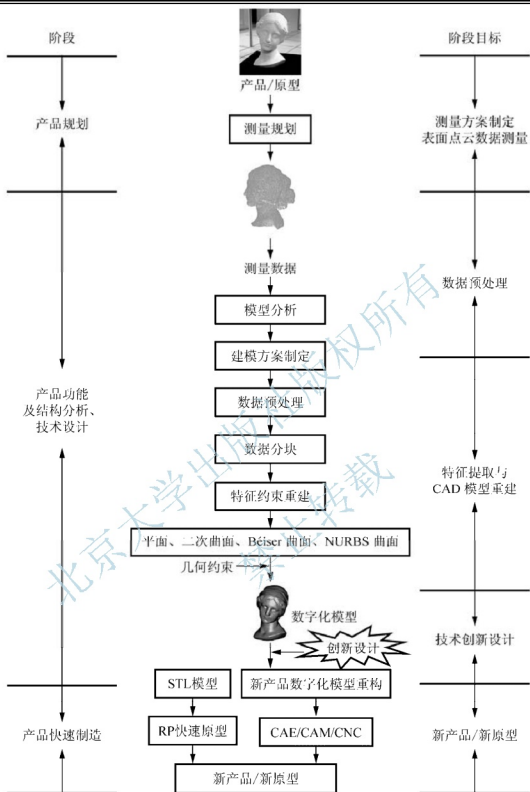 阶段
阶段目标
产品/原型
产品规划
测量规划
测量方案制定
表面点云数据测量
测量数据
数据预处理
模型分析
建模方案制定
数据预处理
产品功能
及结构分析、
技术设计
数据分块
特征约束重建
特征提取与
CAD 模型重建
平面、二次曲面、Béiser 曲面、NURBS 曲面
几何约束
数字化模型
创新设计
技术创新设计
STL模型
新产品数字化模型重构
产品快速制造
RP快速原型
CAE/CAM/CNC
新产品/新原型
新产品/新原型
北京大学出版社版权所有
禁止转载